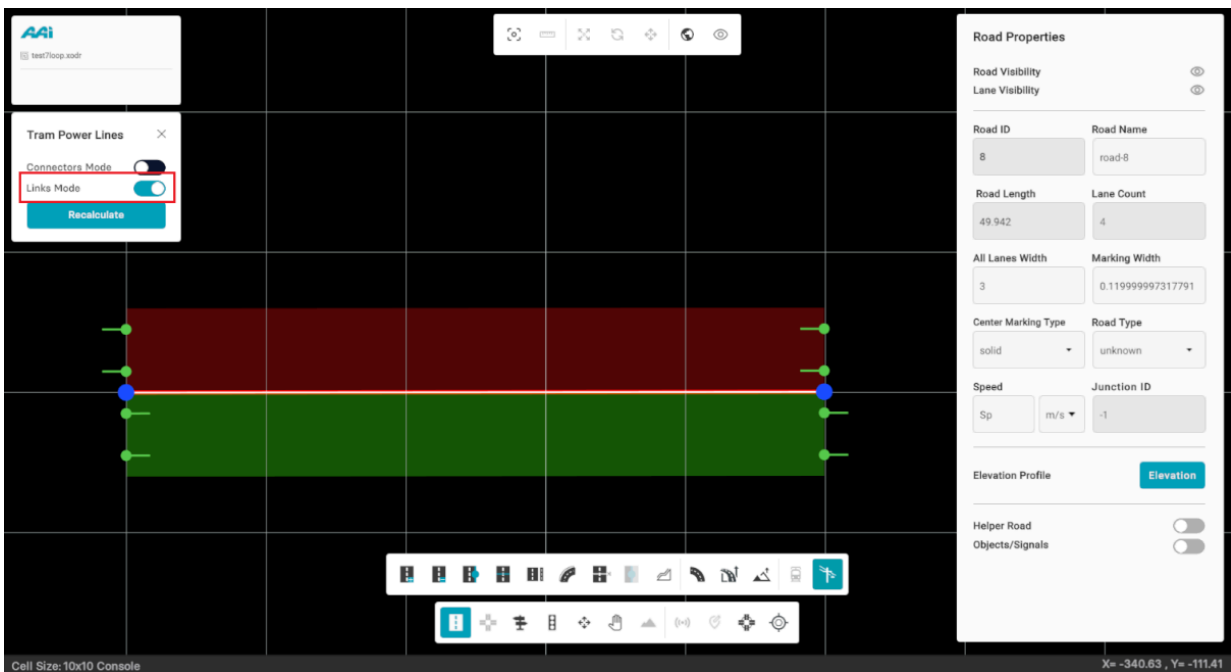 AAi
test7loop.xodr
Tram Power Lines
Connectors Mode
Links Mode
Recalculate
Road Properties
Road Visibility
Lane Visibility
Road ID Road Name
8 road-8
Road Length Lane Count
49.942 4
All Lanes Width Marking Width
3 0.119999997317791
Center Marking Type Road Type
solid unknown
Speed Junction ID
Sp m/s -1
Elevation Profile Elevation
Helper Road
Objects/Signals
Cell Size: 10x10 Console X= -340.63 , Y= -111.41